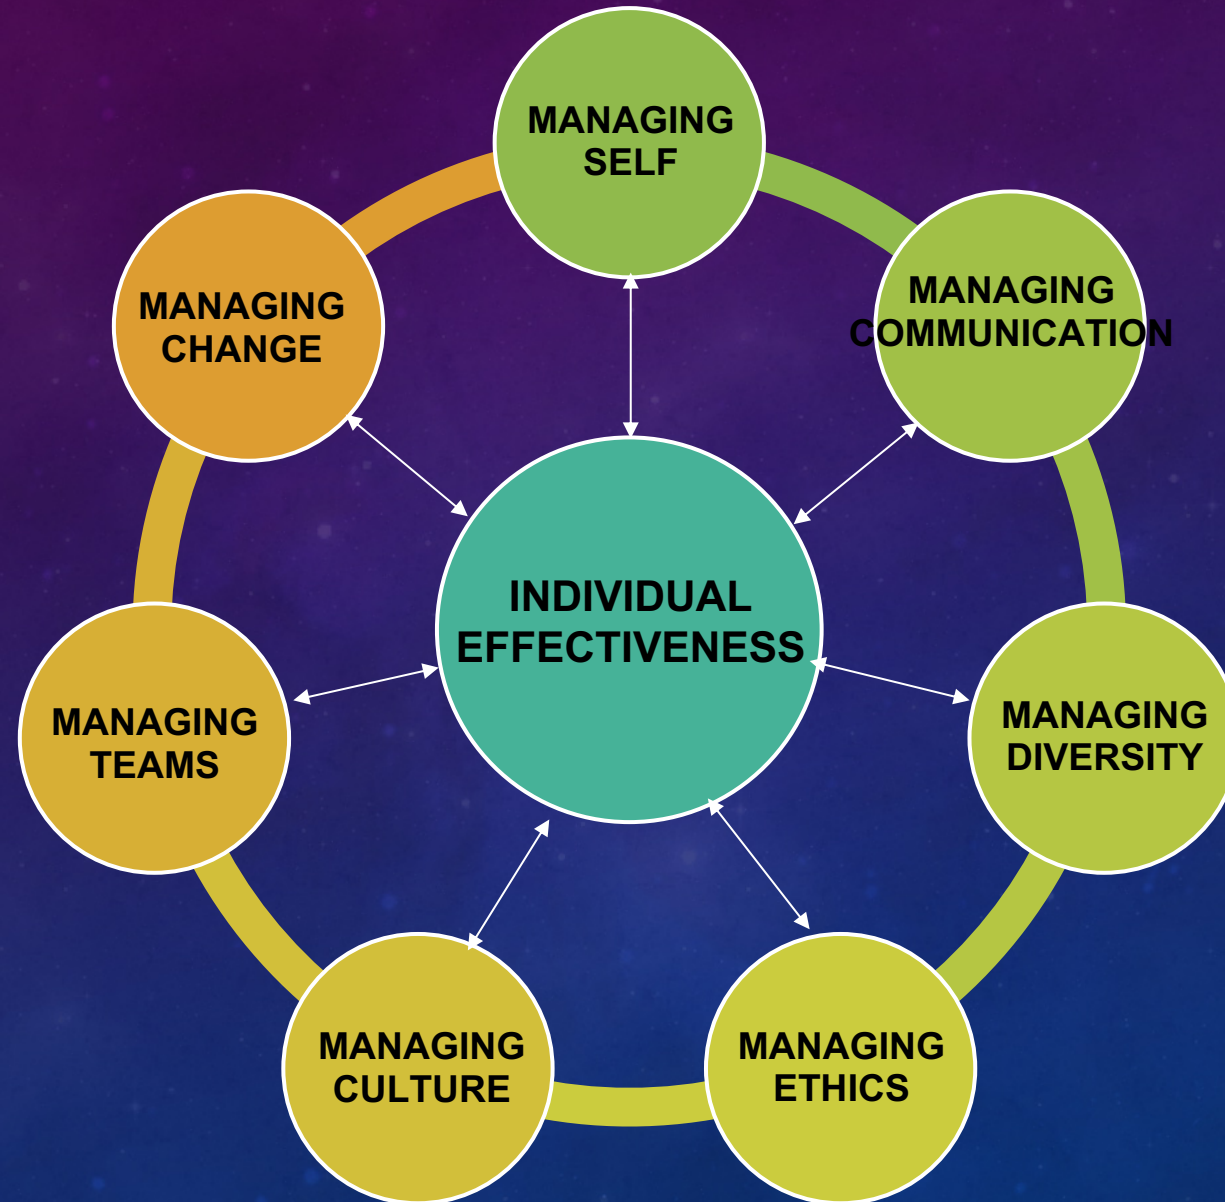 MANAGING
SELF
MANAGING
COMMUNICATION
MANAGING
DIVERSITY
MANAGING
ETHICS
MANAGING
CULTURE
MANAGING
TEAMS
MANAGING
CHANGE
INDIVIDUAL
EFFECTIVENESS